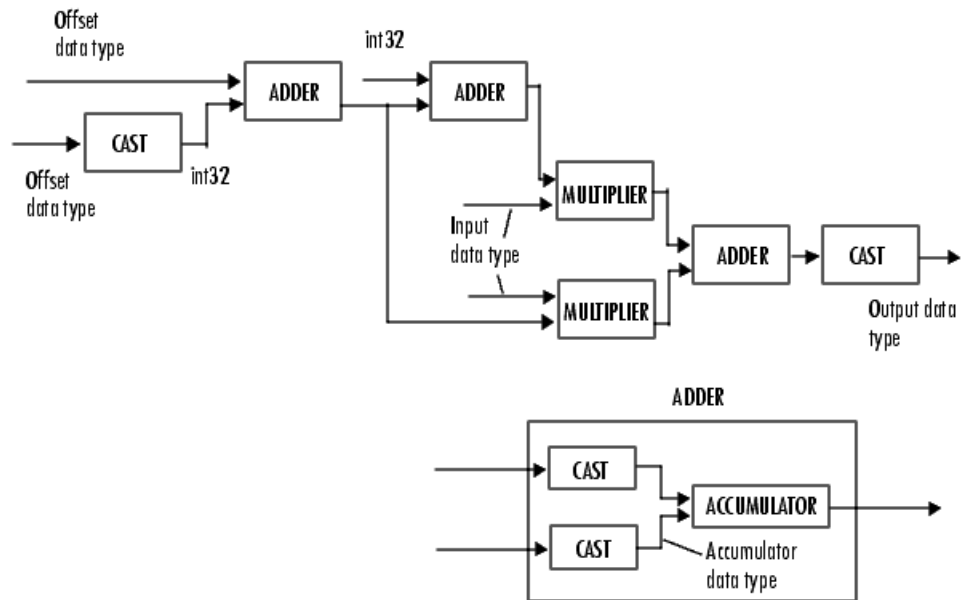 Offset
data type
int32
ADDER
ADDER
CAST
Offset
data type
int32
MULTIPLIER
Input
data type
ADDER
CAST
MULTIPLIER
Output data
type
ADDER
CAST
ACCUMULATOR
CAST
Accumulator
data type